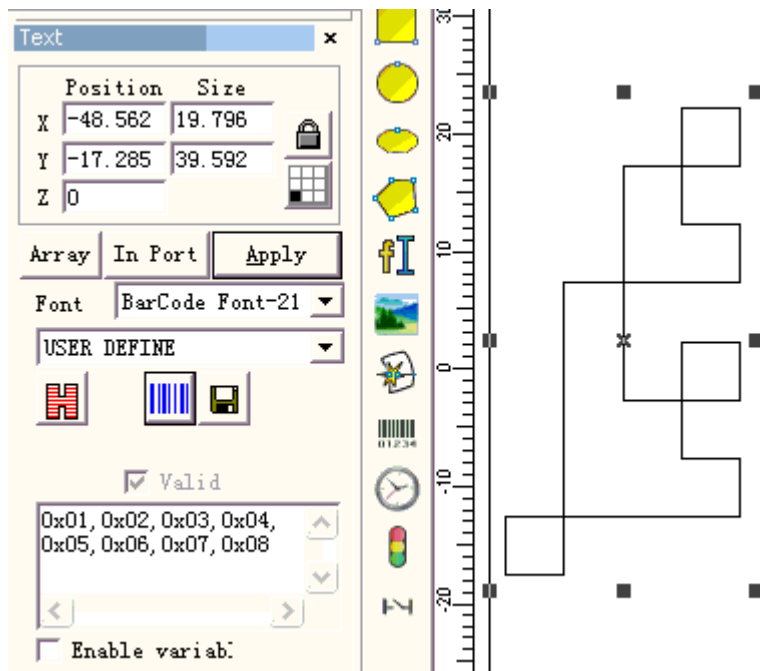 Text
Position Size
X -48.562 19.796
Y -17.285 39.592
Z 0
Array In Port Apply
Font BarCode Font-21
USER DEFINE
Valid
0x01, 0x02, 0x03, 0x04,
0x05, 0x06, 0x07, 0x08
Enable variab
01234
30
20
10
0
-10
-20